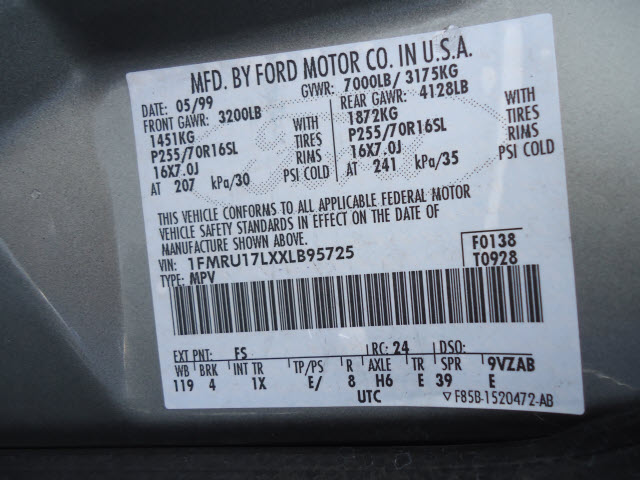 MFD. BY FORD MOTOR CO. IN U.S.A.
DATE: 05/99 GVWR: 7000LB/ 3175KG
FRONT GAWR: 3200LB REAR GAWR: 4128LB
1451KG WITH 1872KG WITH
P255/70R16SL TIRES P255/70R16SL TIRES
16X7.0J RIMS 16X7.0J RIMS
AT 207 kPa/30 PSI COLD AT 241 kPa/35 PSI COLD
THIS VEHICLE CONFORMS TO ALL APPLICABLE FEDERAL MOTOR
VEHICLE SAFETY STANDARDS IN EFFECT ON THE DATE OF
MANUFACTURE SHOWN ABOVE.
VIN: 1FMRU17LXXLB95725 F0138
TYPE: MPV T0928
EXT PNT: FS RC: 24 DSO:
WB BRK INT TR TP/PS R AXLE TR SPR 9VZAB
119 4 1X E/ 8 H6 E 39 E
UTC ▽F85B-1520472-AB